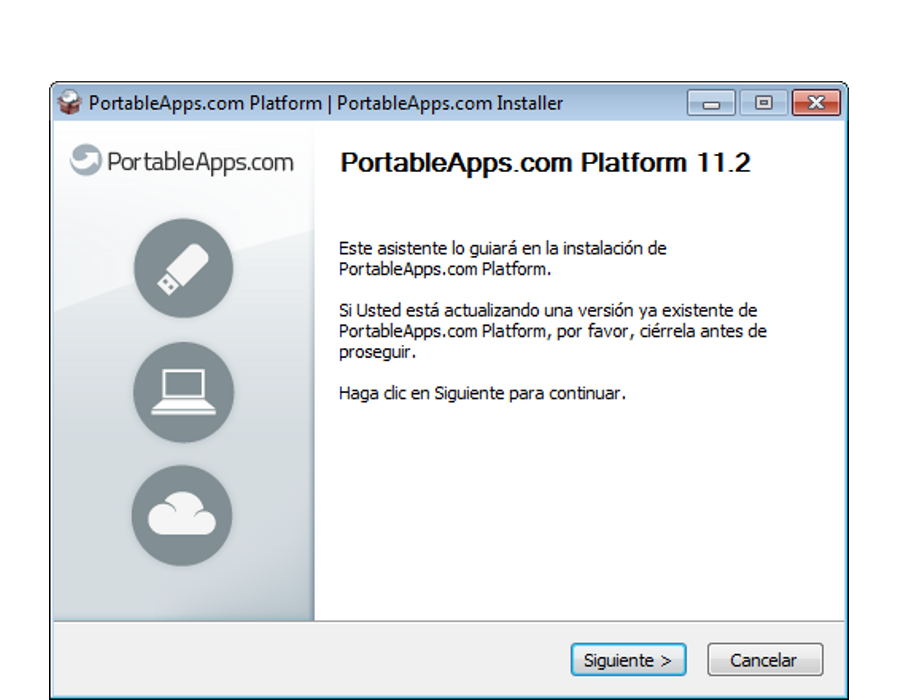 PortableApps.com Platform | PortableApps.com Installer
PortableApps.com
PortableApps.com Platform 11.2
Este asistente lo guiará en la instalación de
PortableApps.com Platform.
Si Usted está actualizando una versión ya existente de
PortableApps.com Platform, por favor, ciérrela antes de
proseguir.
Haga clic en Siguiente para continuar.
Siguiente >
Cancelar